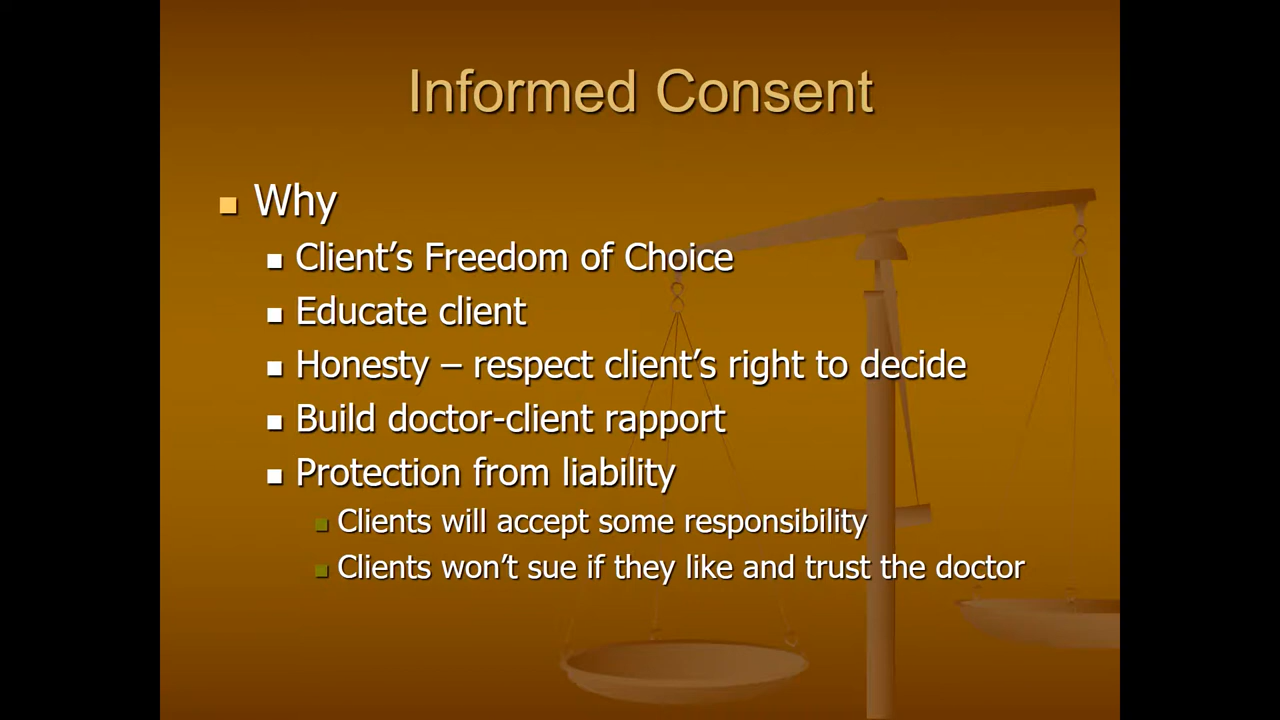 Informed Consent
Why
Client’s Freedom of Choice
Educate client
Honesty – respect client’s right to decide
Build doctor-client rapport
Protection from liability
Clients will accept some responsibility
Clients won’t sue if they like and trust the doctor